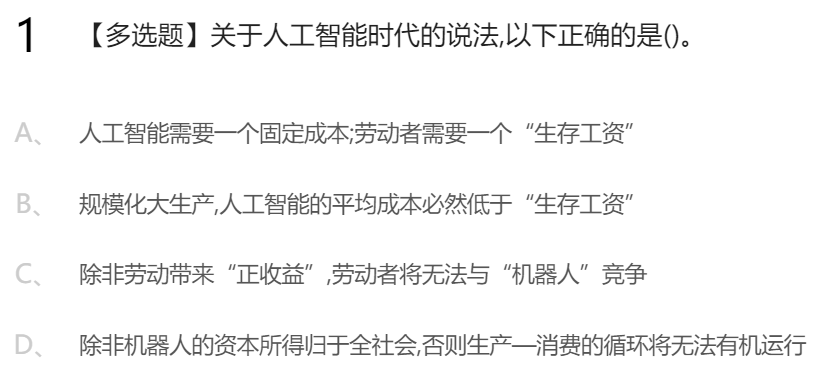 1 【多选题】关于人工智能时代的说法,以下正确的是()。
A、 人工智能需要一个固定成本;劳动者需要一个“生存工资”
B、 规模化大生产,人工智能的平均成本必然低于“生存工资”
C、 除非劳动带来“正收益”,劳动者将无法与“机器人”竞争
D、 除非机器人的资本所得归于全社会,否则生产—消费的循环将无法有机运行